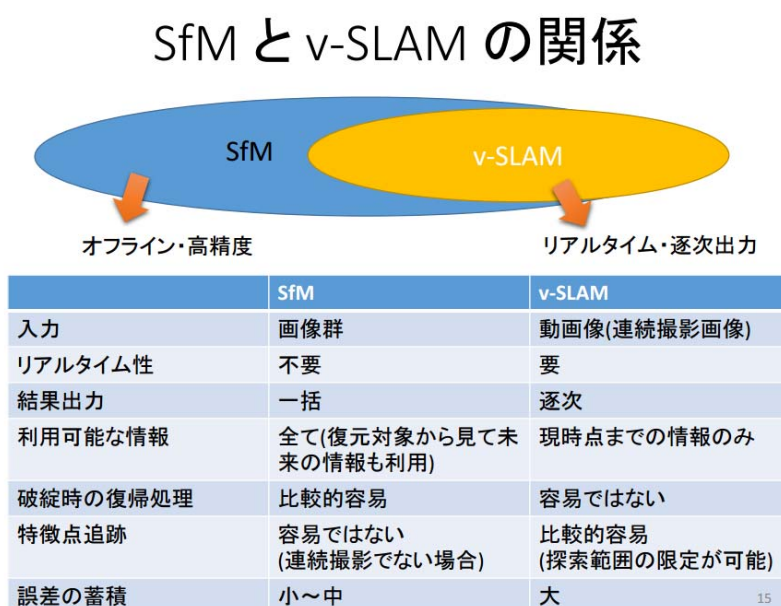 SfM と v-SLAM の関係
SfM
v-SLAM
オフライン・高精度
リアルタイム・逐次出力
SfM v-SLAM
入力 画像群 動画像(連続撮影画像)
リアルタイム性 不要 要
結果出力 一括 逐次
利用可能な情報 全て(復元対象から見て未 現時点までの情報のみ
来の情報も利用)
破綻時の復帰処理 比較的容易 容易ではない
特徴点追跡 容易ではない 比較的容易
(連続撮影でない場合) (探索範囲の限定が可能)
誤差の蓄積 小～中 大
15